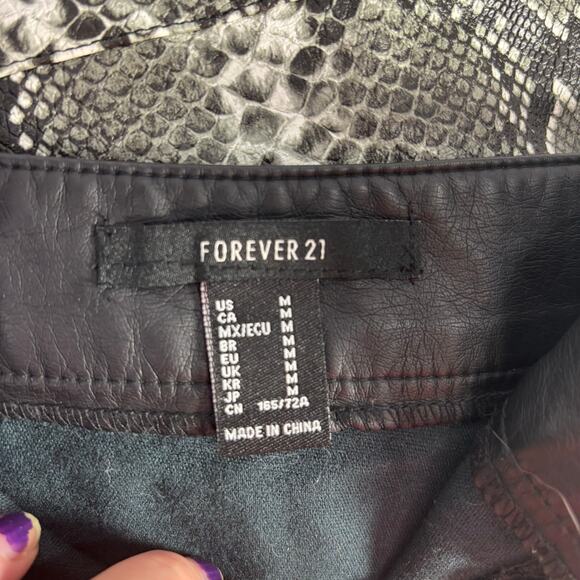 FOREVER 21
US M
CA M
MX/ECU M
BR M
EU M
UK M
KR M
JP M
CN 165/72A
MADE IN CHINA